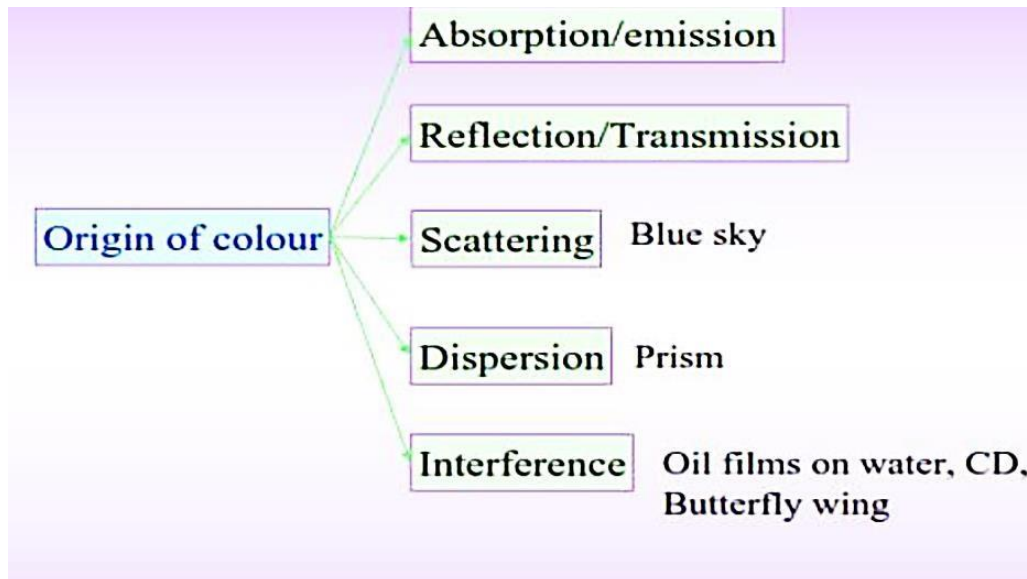 Absorption/emission
Reflection/Transmission
Origin of colour
Scattering
Blue sky
Dispersion
Prism
Interference
Oil films on water, CD,
Butterfly wing